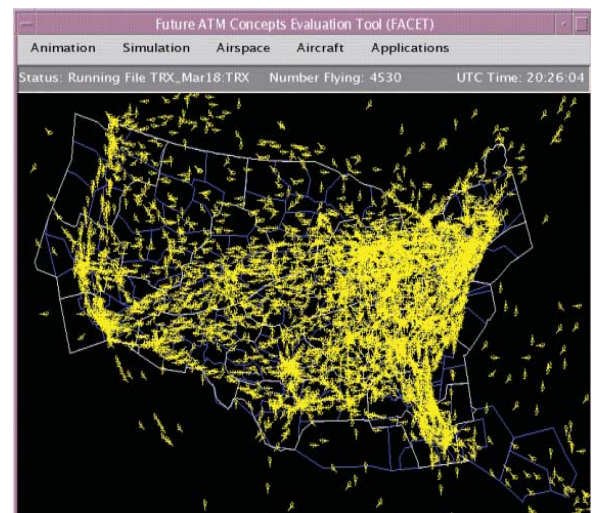 Future ATM Concepts Evaluation Tool (FACET)
Animation Simulation Airspace Aircraft Applications
Status: Running File TRX_Mar18:TRX Number Flying: 4530 UTC Time: 20:26:04